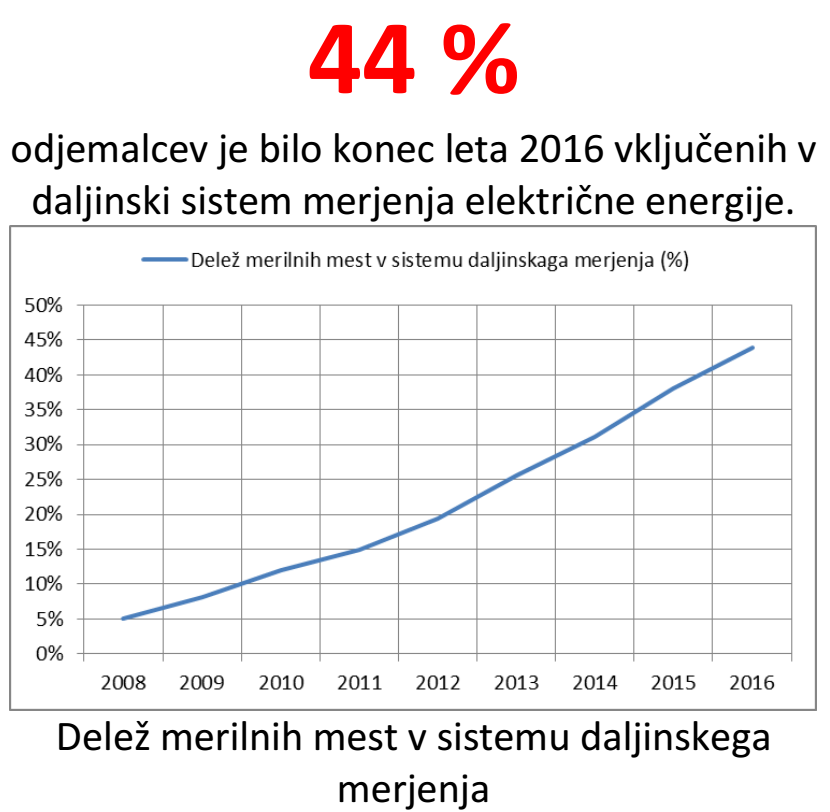 44 %
odjemalcev je bilo konec leta 2016 vključenih v
daljinski sistem merjenja električne energije.
Delež merilnih mest v sistemu daljinskaga merjenja (%)
50%
45%
40%
35%
30%
25%
20%
15%
10%
5%
0%
2008 2009 2010 2011 2012 2013 2014 2015 2016
Delež merilnih mest v sistemu daljinskega
merjenja